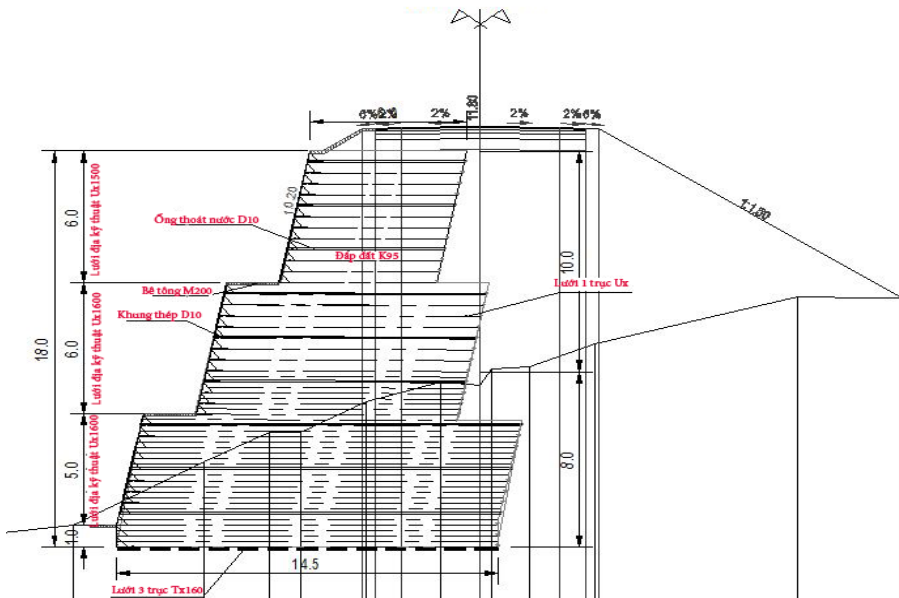 6%
2%
2%
11.80
2%
2%
6%
Lưới địa kỹ thuật Ux1500
6.0
1:0.20
Ống thoát nước D10
Đắp đất K95
1:1.50
10.0
Lưới 1 trục Ux
Bê tông M200
Khung thép D10
18.0
Lưới địa kỹ thuật Ux1600
6.0
Lưới địa kỹ thuật Ux1600
5.0
8.0
1.0
14.5
Lưới 3 trục Tx160